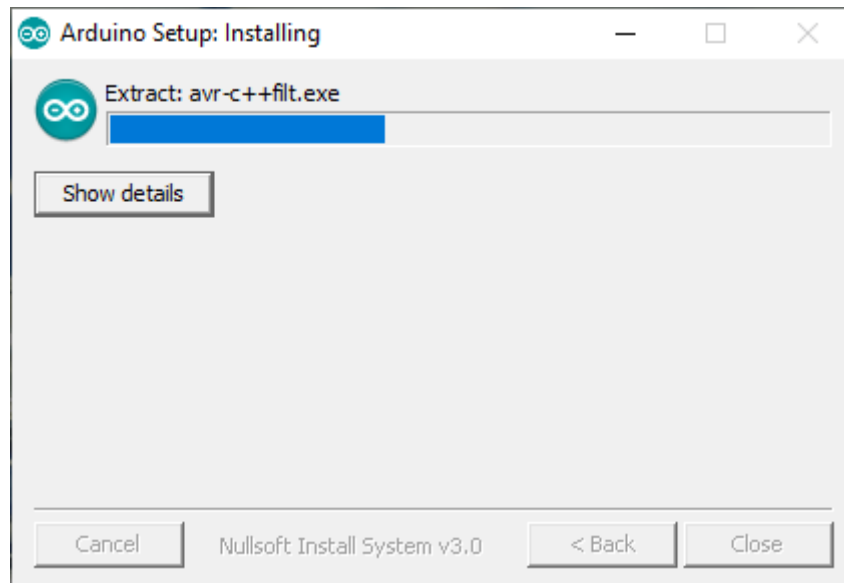 Arduino Setup: Installing
Extract: avr-c++filt.exe
Show details
Cancel
Nullsoft Install System v3.0
< Back
Close